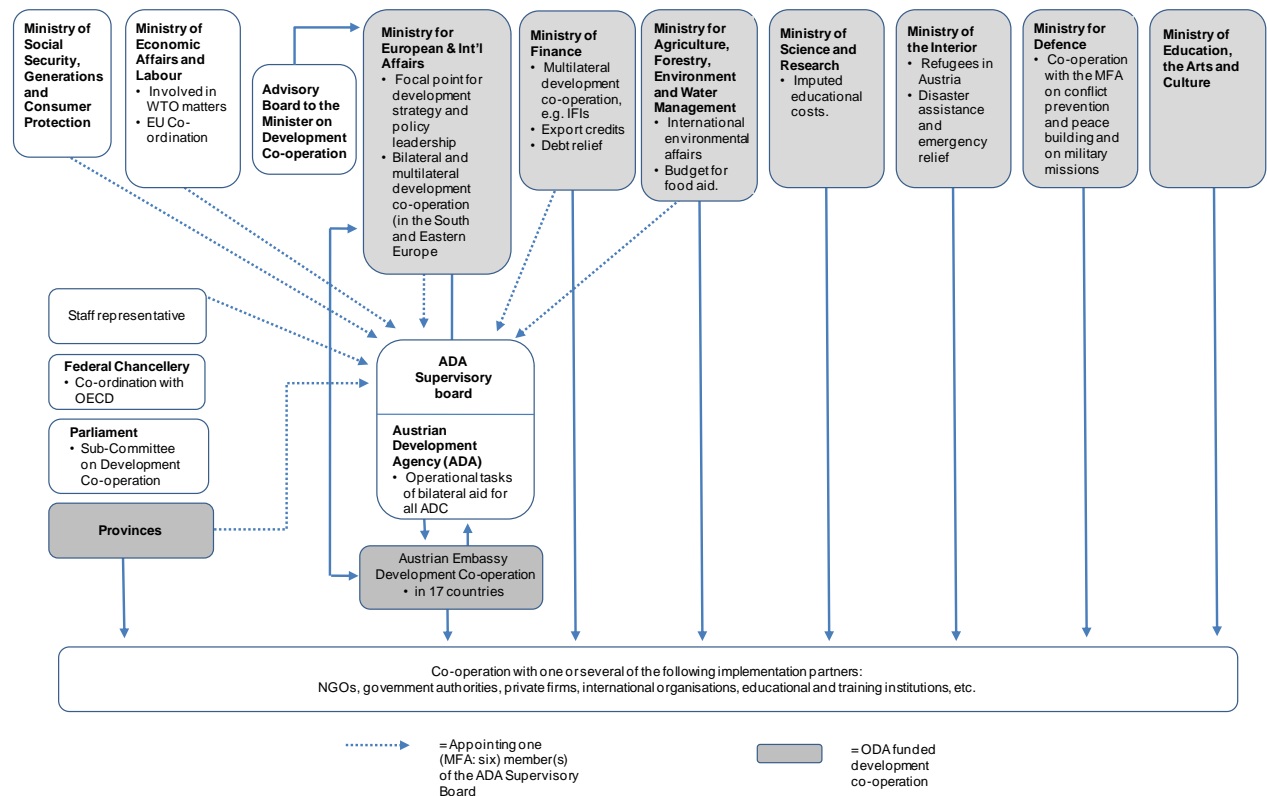 Ministry of
Social
Security,
Generations
and
Consumer
Protection
Ministry of
Economic
Affairs and
Labour
• Involved in
WTO matters
• EU Co-
ordination
Advisory
Board to the
Minister on
Development
Co-operation
Ministry for
European & Int'l
Affairs
• Focal point for
development
strategy and
policy
leadership
• Bilateral and
multilateral
development
co-operation
(in the South
and Eastern
Europe
Ministry of
Finance
• Multilateral
development
co-operation,
e.g. IFIs
• Export credits
• Debt relief
Ministry for
Agriculture,
Forestry,
Environment
and Water
Management
• International
environmental
affairs
• Budget for
food aid.
Ministry of
Science and
Research
• Imputed
educational
costs.
Ministry of
the Interior
• Refugees in
Austria
• Disaster
assistance
and
emergency
relief
Ministry for
Defence
• Co-operation
with the MFA
on conflict
prevention
and peace
building and
on military
missions
Ministry of
Education,
the Arts and
Culture
Staff representative
Federal Chancellery
• Co-ordination with
OECD
Parliament
• Sub-Committee
on Development
Co-operation
Provinces
ADA
Supervisory
board
Austrian
Development
Agency (ADA)
• Operational tasks
of bilateral aid for
all ADC
Austrian Embassy
Development Co-operation
• in 17 countries
Co-operation with one or several of the following implementation partners:
NGOs, government authorities, private firms, international organisations, educational and training institutions, etc.
= Appointing one
(MFA: six) member(s)
of the ADA Supervisory
Board
= ODA funded
development
co-operation